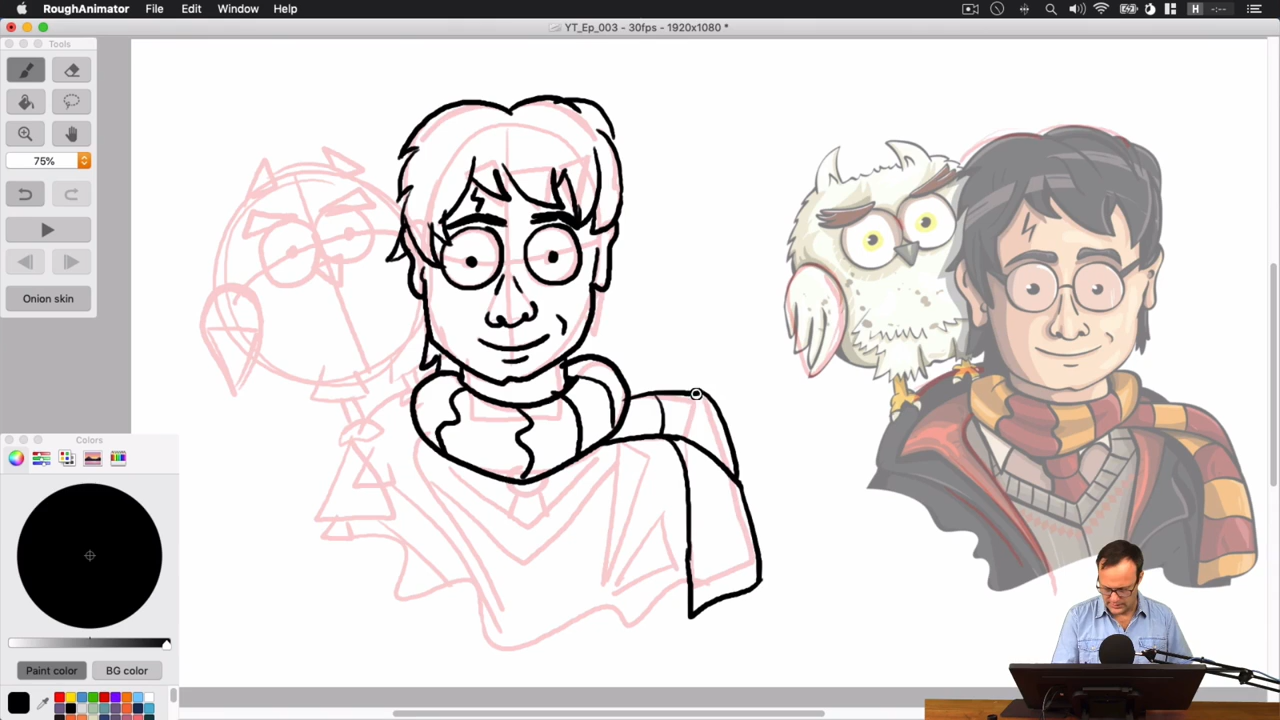 RoughAnimator File Edit Window Help H -:--
YT_Ep_003 - 30fps - 1920x1080 *
Tools
75%
Onion skin
Colors
Paint color BG color